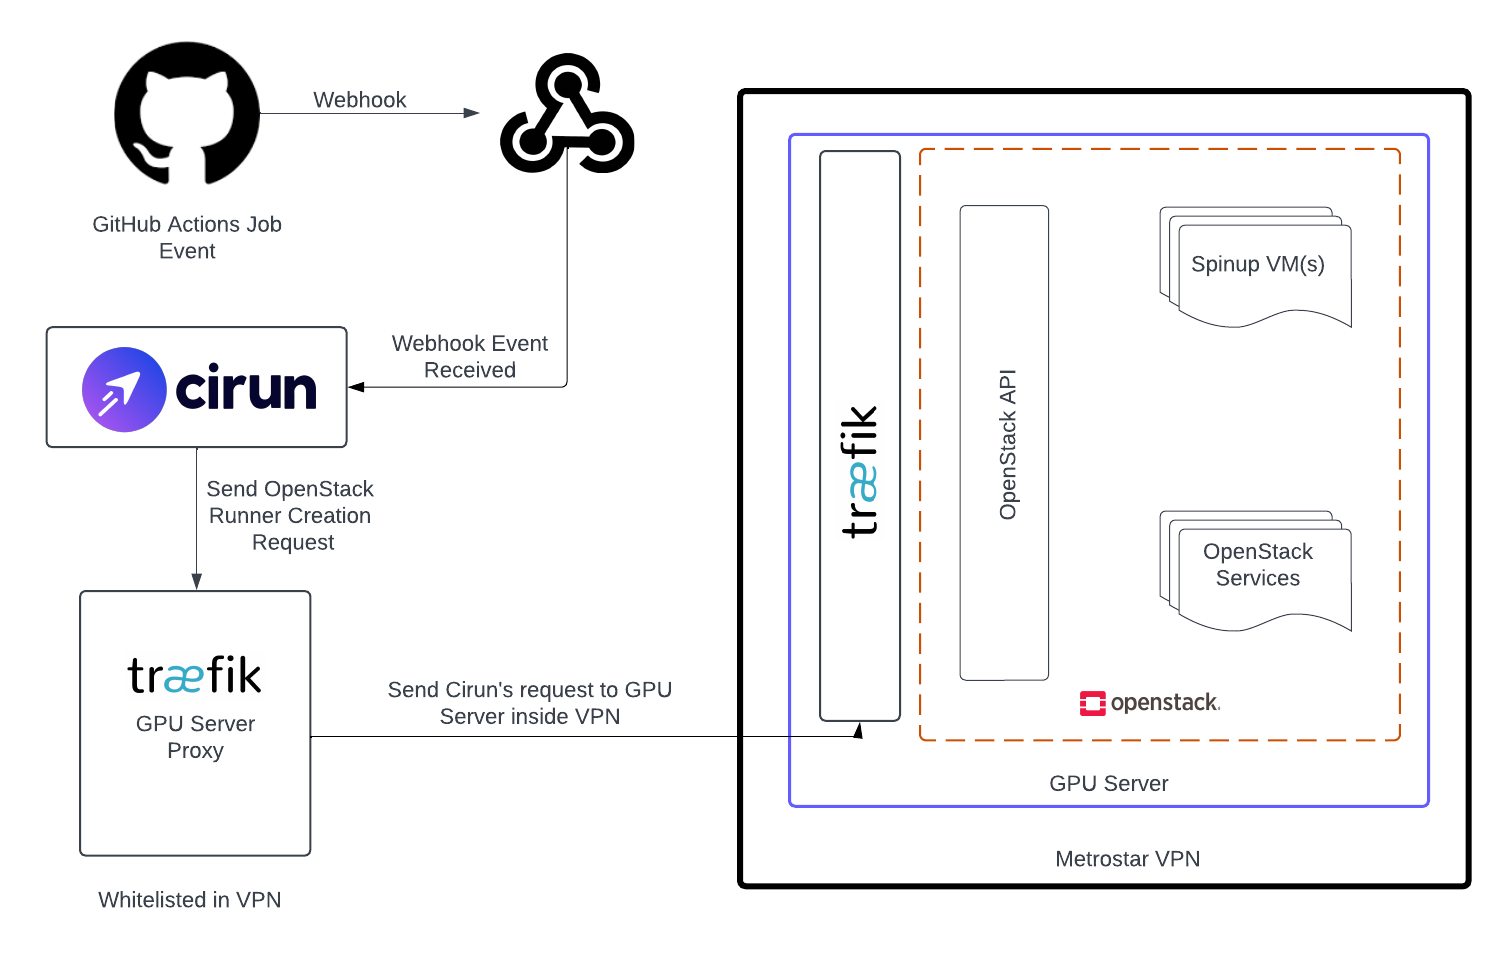 Webhook
GitHub Actions Job
Event
Webhook Event
Received
cirun
Send OpenStack
Runner Creation
Request
træfik
GPU Server
Proxy
Whitelisted in VPN
Send Cirun's request to GPU
Server inside VPN
træfik
OpenStack API
Spinup VM(s)
OpenStack
Services
openstack.
GPU Server
Metrostar VPN